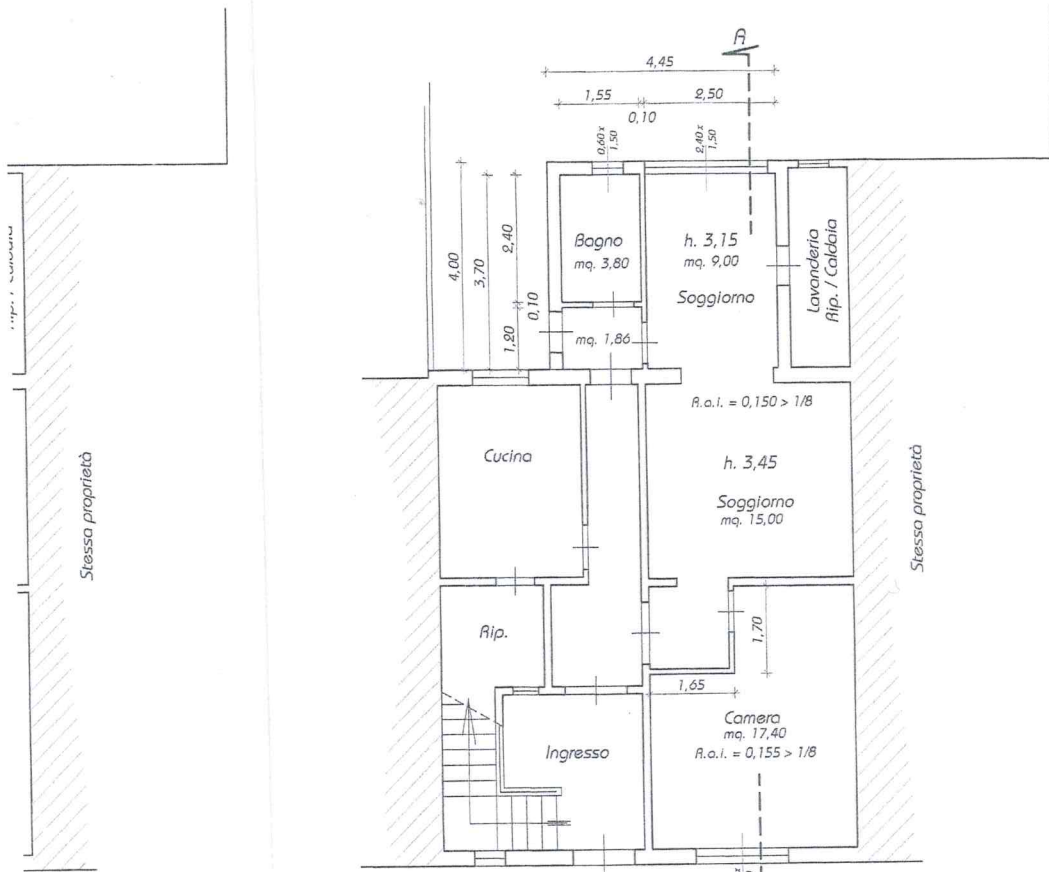 A
4,45
1,55
2,50
0,10
0,60 x
1,50
2,40 x
1,50
4,00
3,70
2,40
0,10
1,20
Bagno
mq. 3,80
h. 3,15
mq. 9,00
Soggiorno
Lavanderia
Rip. / Caldaia
Rip. / Caldaia
mq. 1,86
R.a.i. = 0,150 > 1/8
Cucina
h. 3,45
Soggiorno
mq. 15,00
Stessa proprietà
Stessa proprietà
Rip.
1,70
1,65
Camera
mq. 17,40
R.a.i. = 0,155 > 1/8
Ingresso